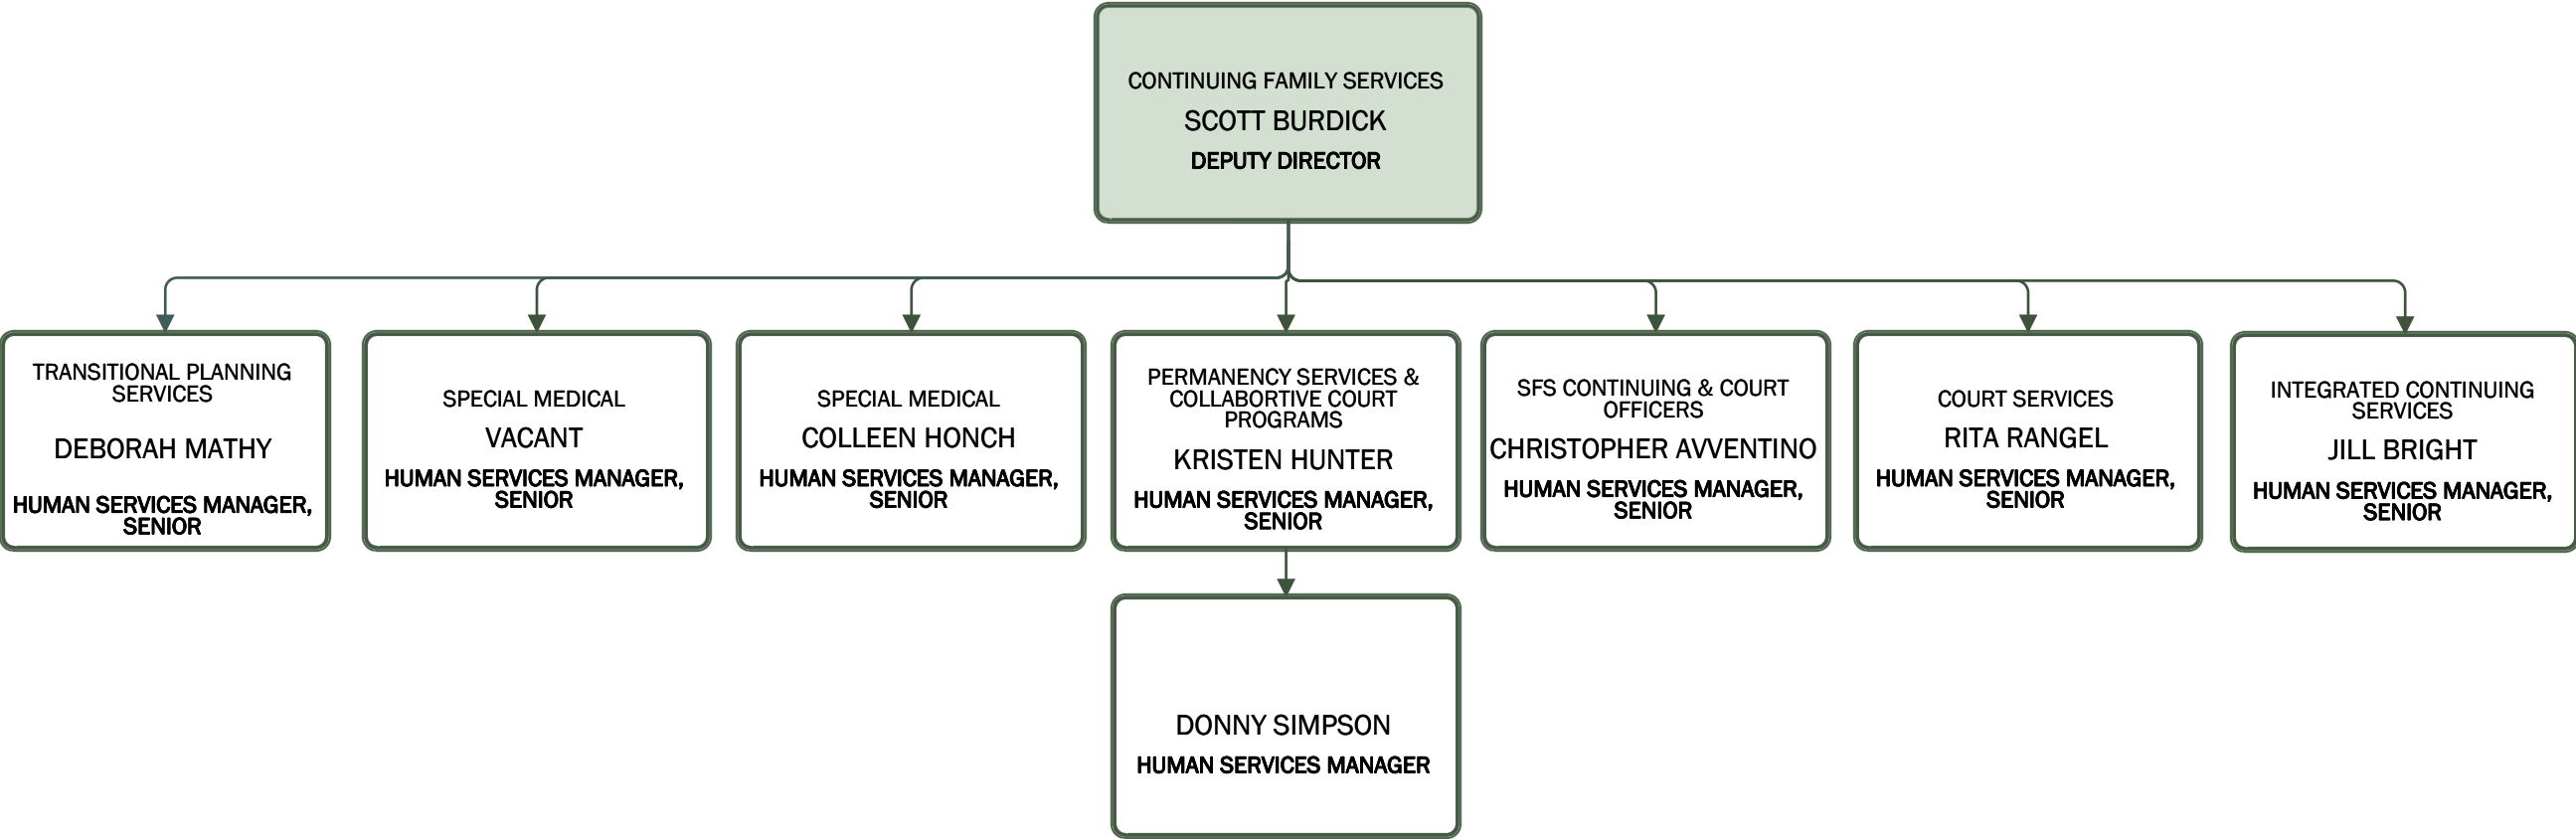 CONTINUING FAMILY SERVICES
SCOTT BURDICK
DEPUTY DIRECTOR
TRANSITIONAL PLANNING
SERVICES
DEBORAH MATHY
HUMAN SERVICES MANAGER,
SENIOR
SPECIAL MEDICAL
VACANT
HUMAN SERVICES MANAGER,
SENIOR
SPECIAL MEDICAL
COLLEEN HONCH
HUMAN SERVICES MANAGER,
SENIOR
PERMANENCY SERVICES &
COLLABORTIVE COURT
PROGRAMS
KRISTEN HUNTER
HUMAN SERVICES MANAGER,
SENIOR
SFS CONTINUING & COURT
OFFICERS
CHRISTOPHER AVVENTINO
HUMAN SERVICES MANAGER,
SENIOR
COURT SERVICES
RITA RANGEL
HUMAN SERVICES MANAGER,
SENIOR
INTEGRATED CONTINUING
SERVICES
JILL BRIGHT
HUMAN SERVICES MANAGER,
SENIOR
DONNY SIMPSON
HUMAN SERVICES MANAGER